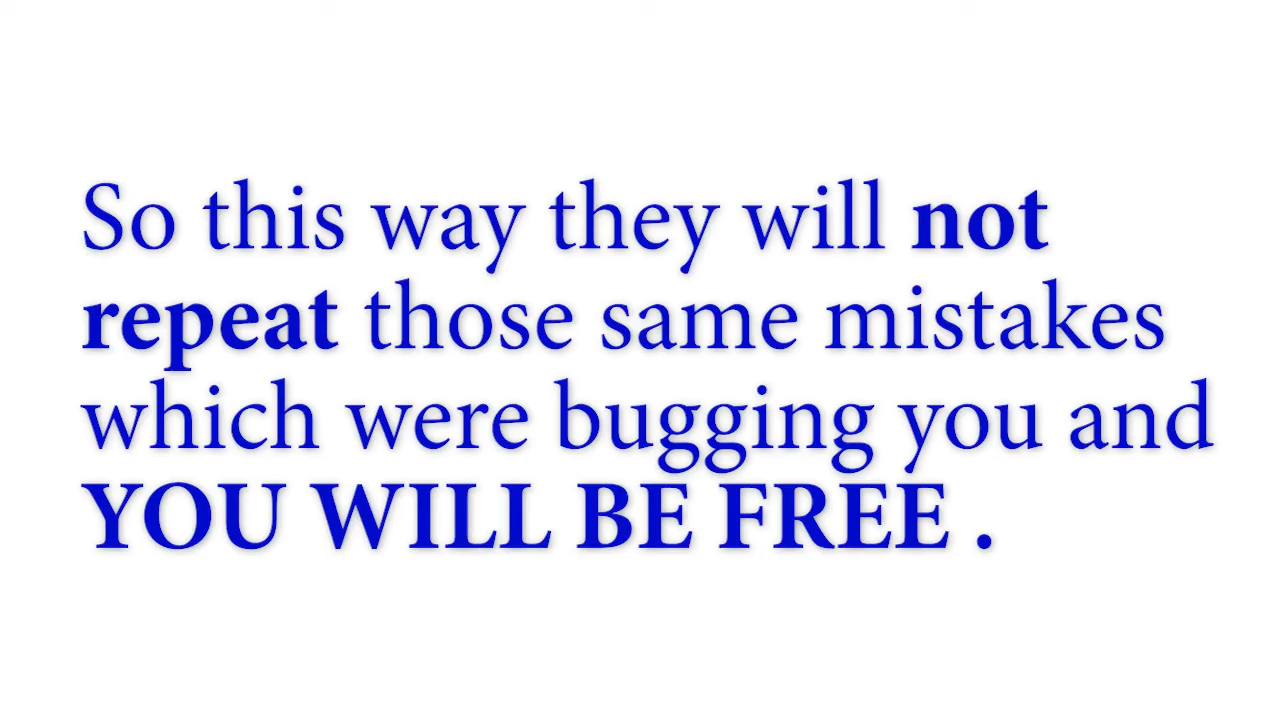 So this way they will not
repeat those same mistakes
which were bugging you and
YOU WILL BE FREE .